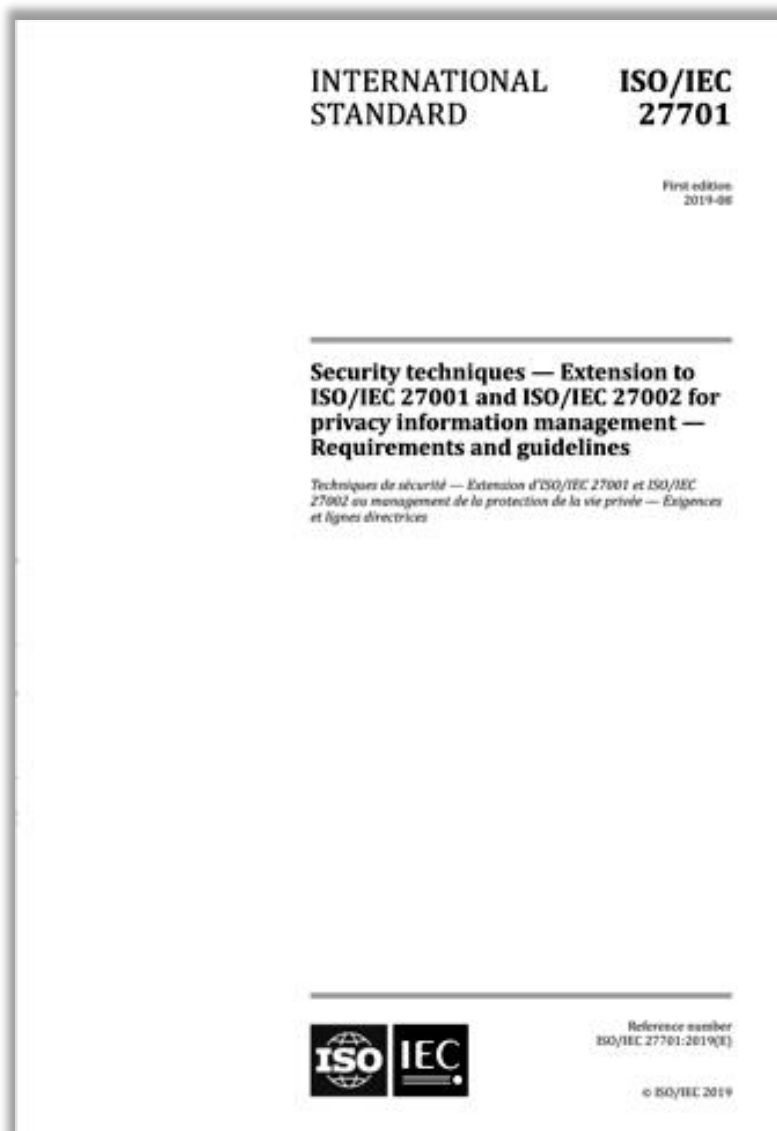 INTERNATIONAL STANDARD
ISO/IEC 27701
First edition
2019-08
Security techniques — Extension to
ISO/IEC 27001 and ISO/IEC 27002 for
privacy information management —
Requirements and guidelines
Techniques de sécurité — Extension d'ISO/IEC 27001 et ISO/IEC
27002 au management de la protection de la vie privée — Exigences
et lignes directrices
ISO
IEC
Reference number
ISO/IEC 27701:2019(E)
© ISO/IEC 2019